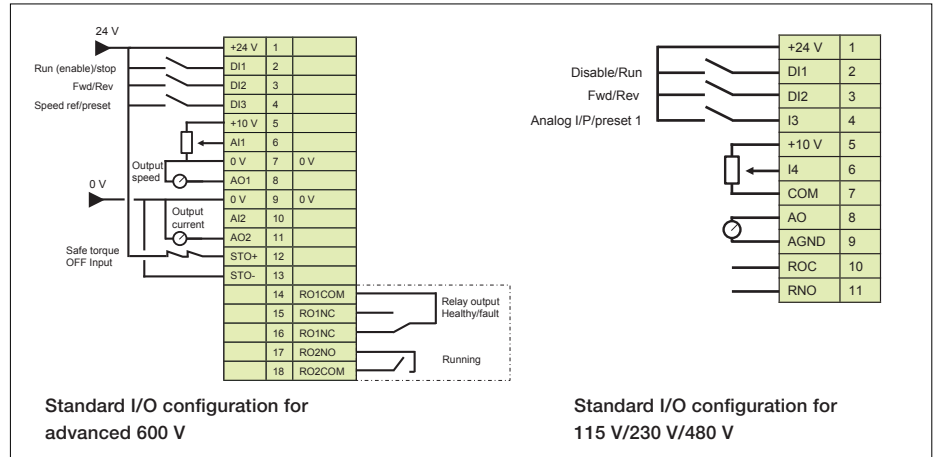 24 V
+24 V 1
Run (enable)/stop DI1 2
Fwd/Rev DI2 3
Speed ref/preset DI3 4
+10 V 5
AI1 6
Output speed
0 V 7 0 V
AO1 8
0 V
0 V 9 0 V
Output current
AI2 10
AO2 11
Safe torque
OFF Input
STO+ 12
STO- 13
14 RO1COM
15 RO1NC
16 RO1NC
Relay output
Healthy/fault
17 RO2NO
18 RO2COM
Running
Standard I/O configuration for
advanced 600 V
+24 V 1
Disable/Run DI1 2
Fwd/Rev DI2 3
Analog I/P/preset 1 I3 4
+10 V 5
I4 6
COM 7
AO 8
AGND 9
ROC 10
RNO 11
Standard I/O configuration for
115 V/230 V/480 V